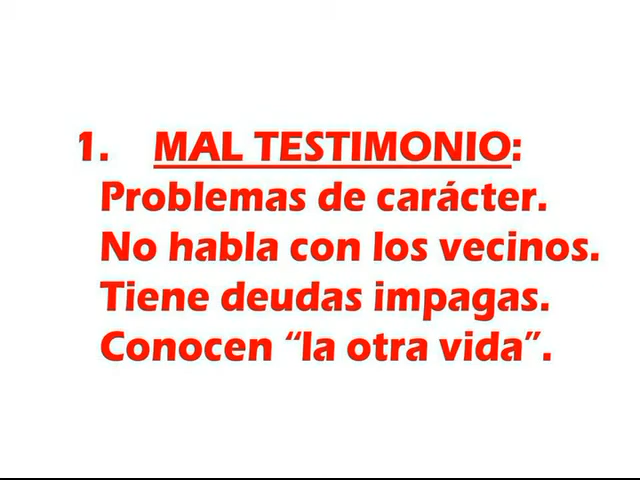 1. MAL TESTIMONIO:
Problemas de carácter.
No habla con los vecinos.
Tiene deudas impagas.
Conocen “la otra vida”.